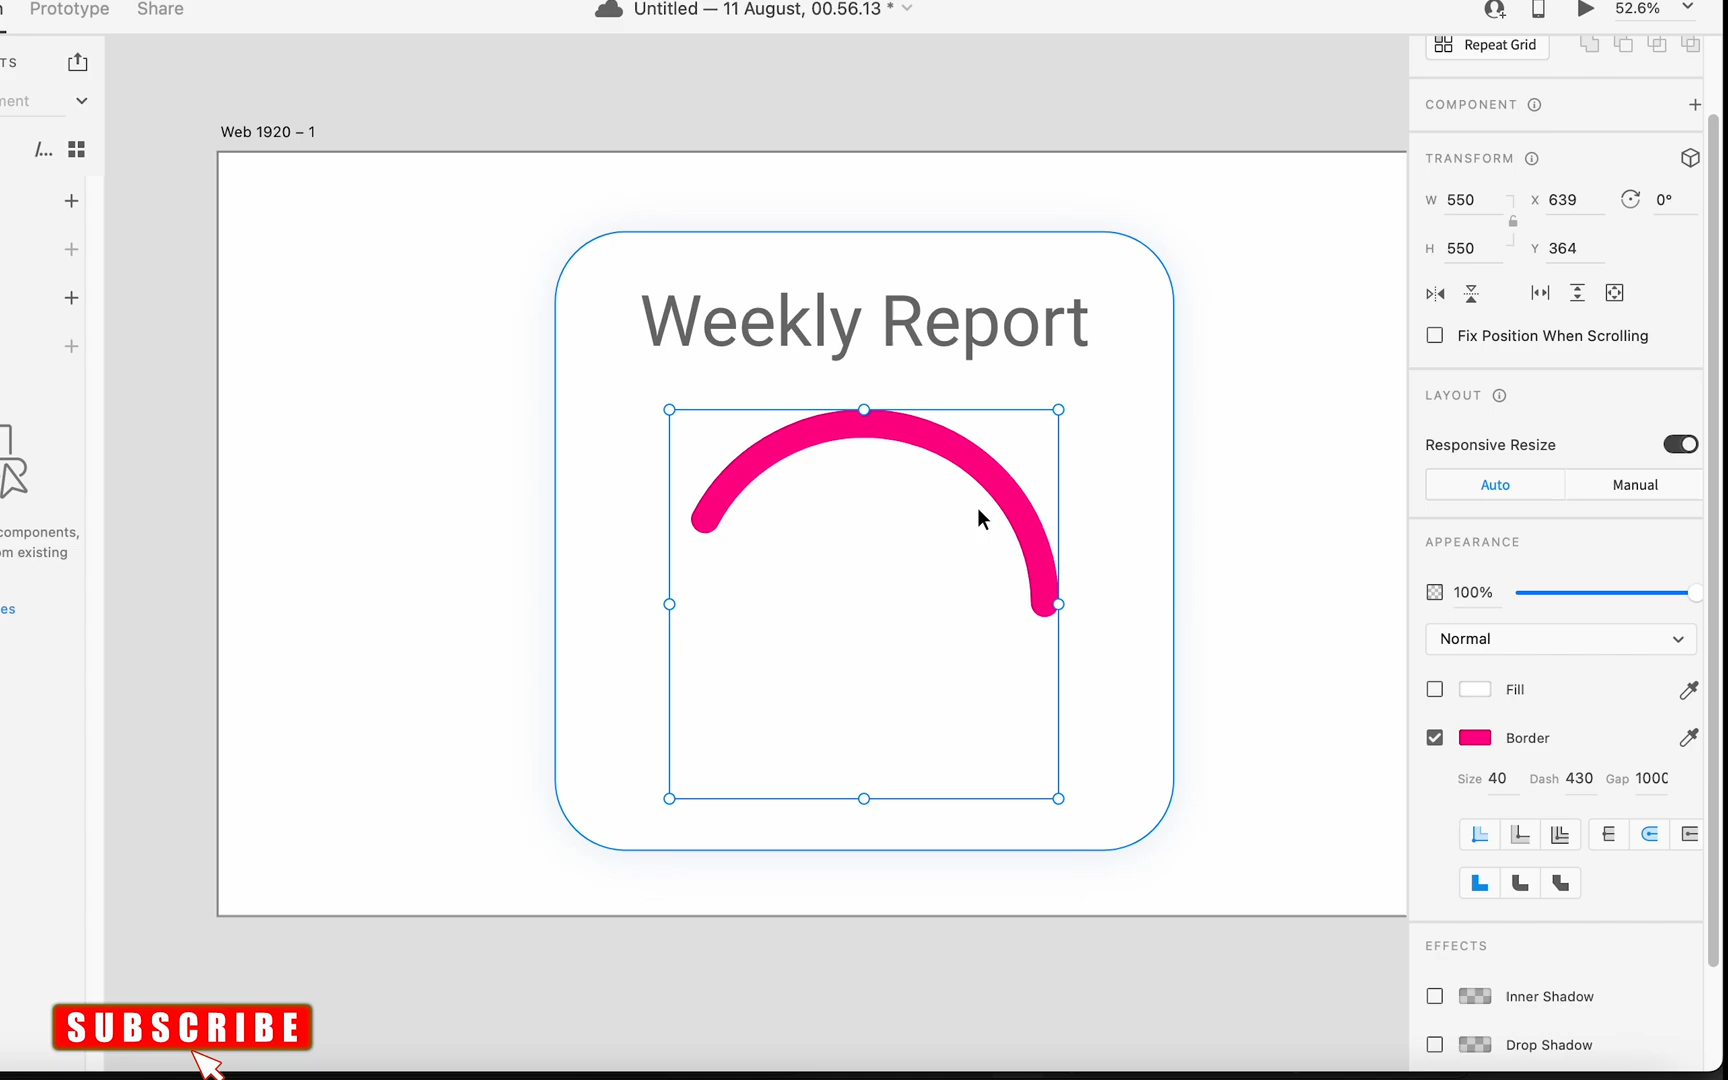 Prototype
Share
Untitled — 11 August, 00.56.13 *
52.6%
TS
Repeat Grid
ment
COMPONENT
Web 1920 – 1
/...
TRANSFORM
W 550 X 639 0°
H 550 Y 364
Weekly Report
Fix Position When Scrolling
LAYOUT
Responsive Resize
Auto Manual
components,
om existing
APPEARANCE
100%
es
Normal
Fill
Border
Size 40 Dash 430 Gap 1000
EFFECTS
Inner Shadow
SUBSCRIBE
Drop Shadow